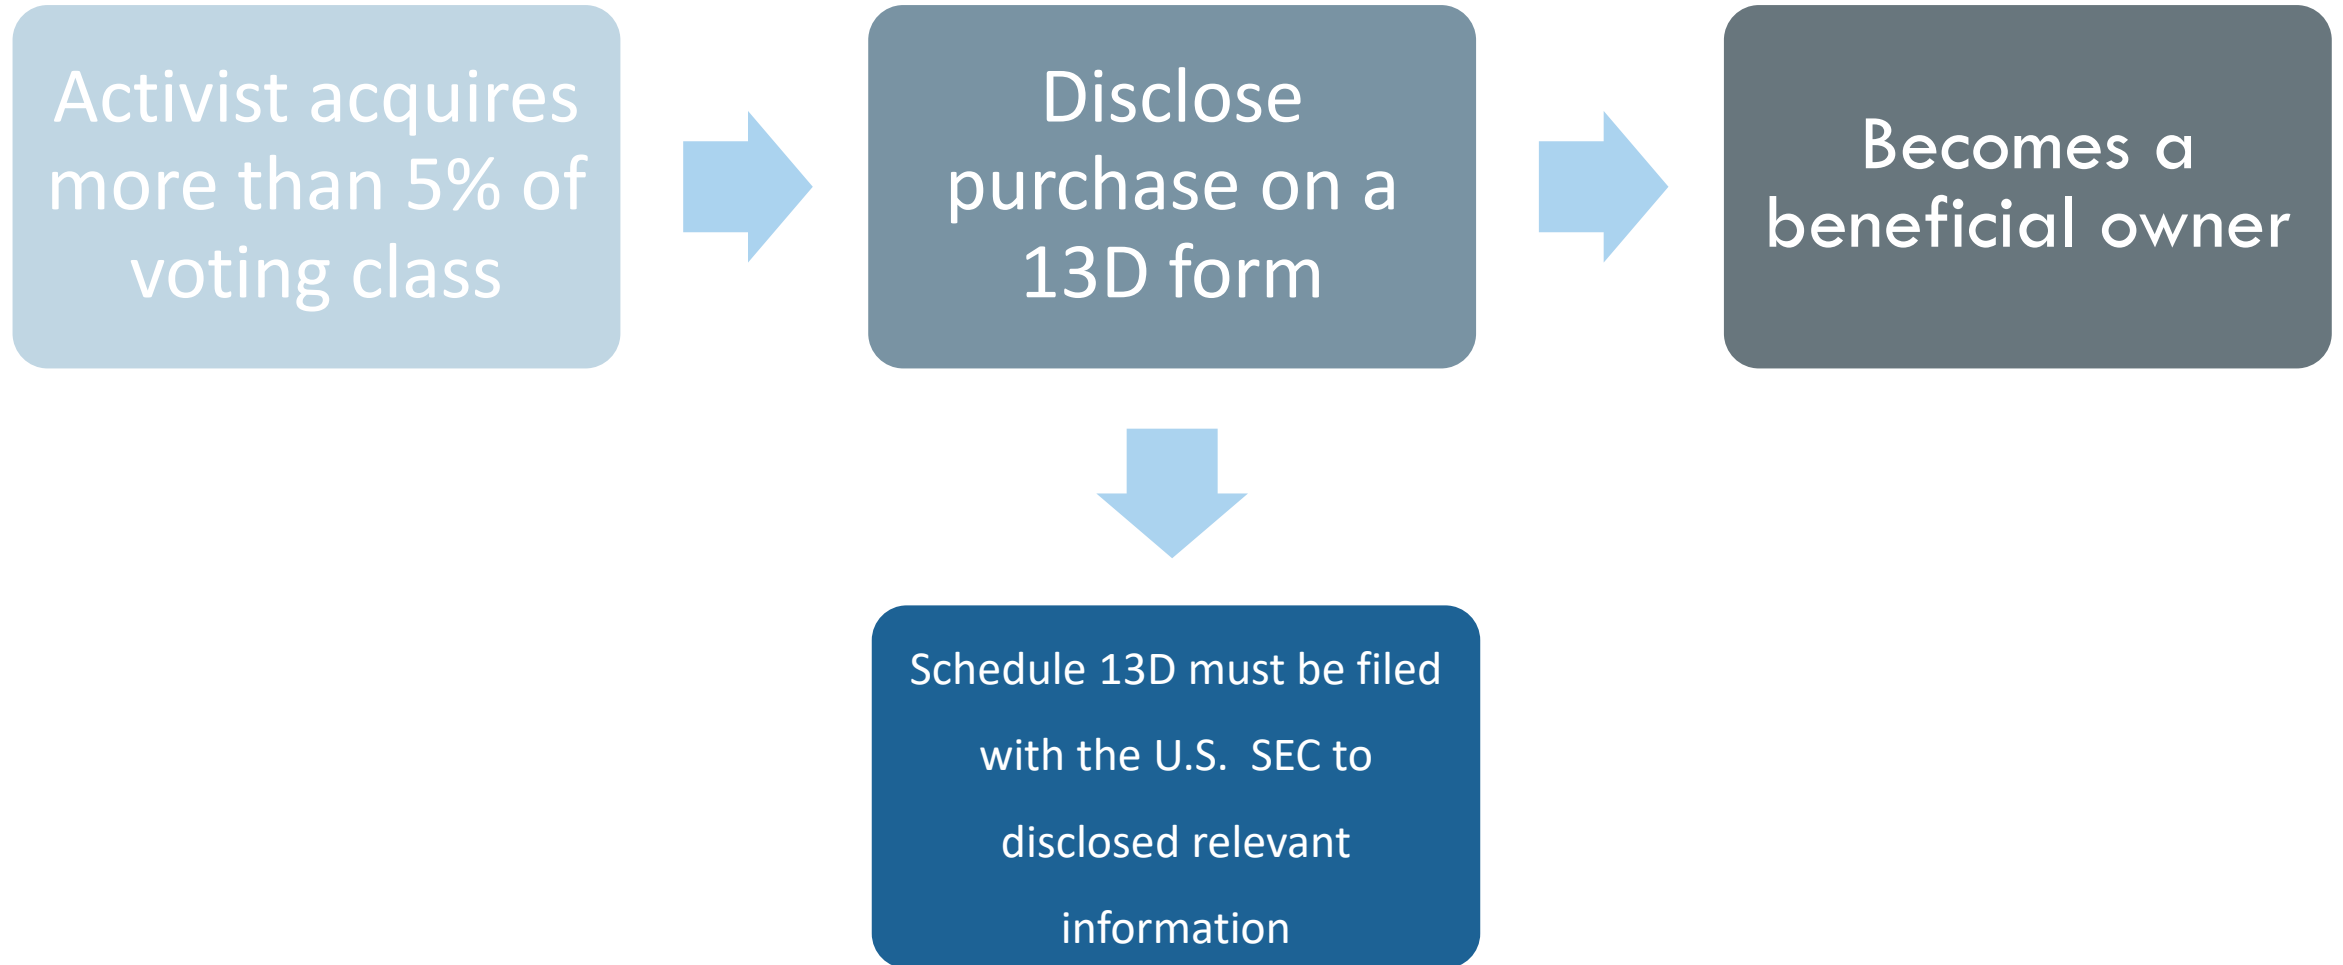 Activist acquires
more than 5% of
voting class
Disclose
purchase on a
13D form
Becomes a
beneficial owner
Schedule 13D must be filed
with the U.S.  SEC to
disclosed relevant
information